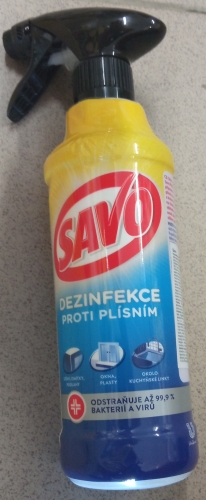 SAVO
DEZINFEKCE
PROTI PLÍSNÍM
OKNA,
PLASTY
OKOLO
KUCHYŇSKÉ LINKY
ODSTRAŇUJE AŽ 99,9 %
BAKTERIÍ A VIRŮ